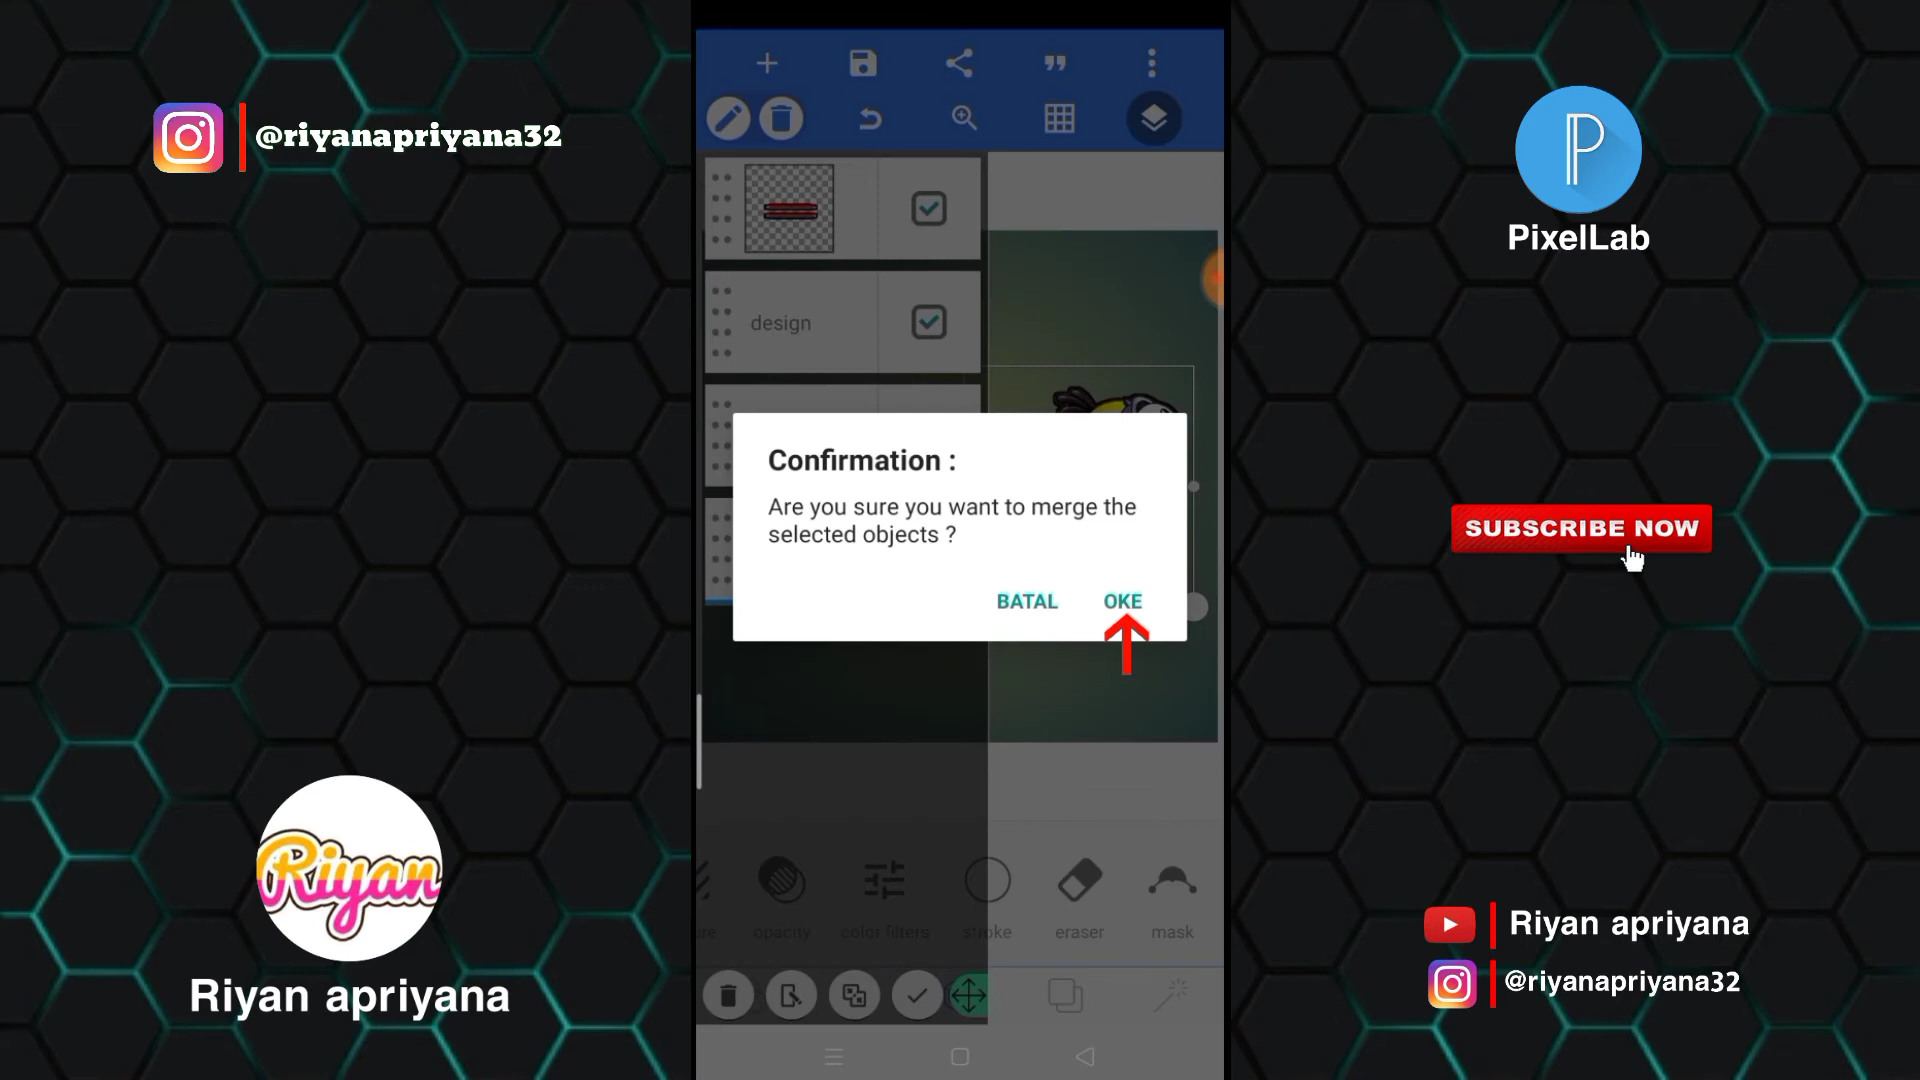 @riyanapriyana32
PixelLab
design
Confirmation :
Are you sure you want to merge the
selected objects ?
BATAL OKE
SUBSCRIBE NOW
opacity color filters stroke eraser mask
Riyan
Riyan apriyana
Riyan apriyana
@riyanapriyana32